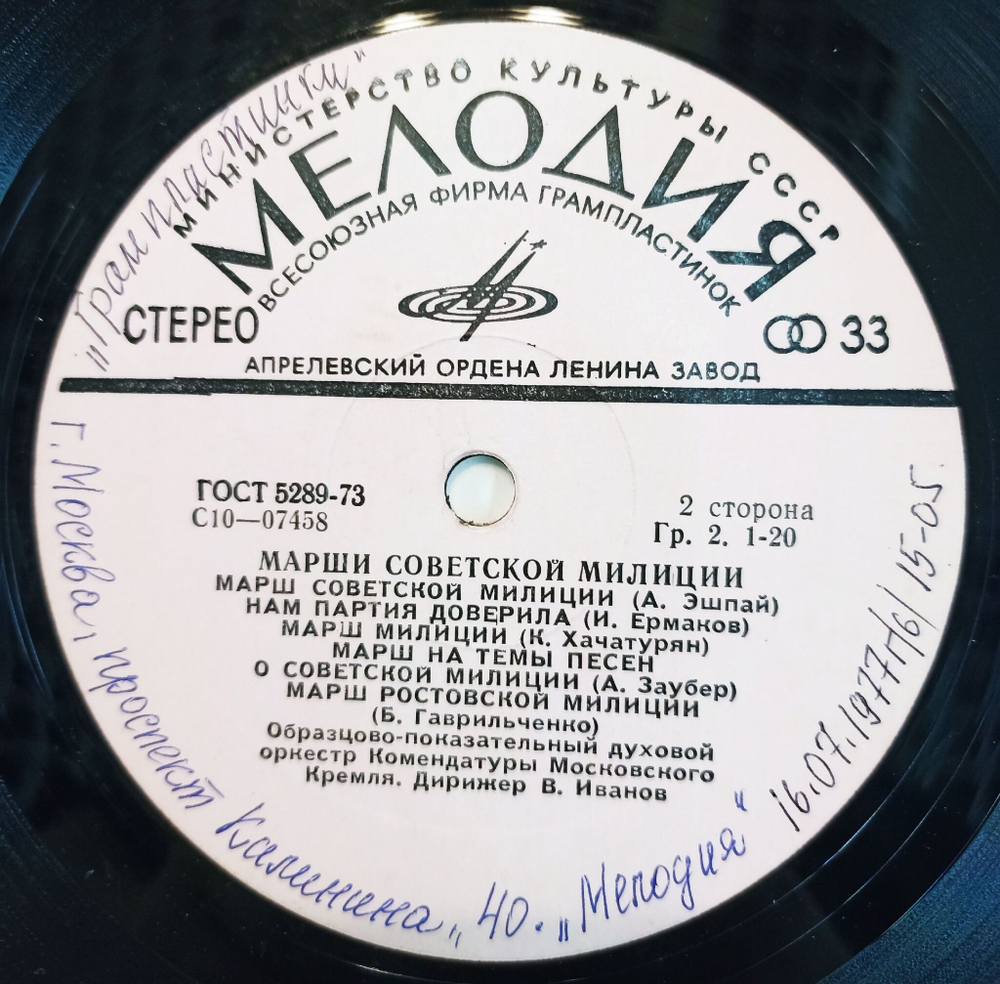 МИНИСТЕРСТВО КУЛЬТУРЫ СССР
МЕЛОДИЯ
ВСЕСОЮЗНАЯ ФИРМА ГРАМПЛАСТИНОК
СТЕРЕО
33
АПРЕЛЕВСКИЙ ОРДЕНА ЛЕНИНА ЗАВОД
ГОСТ 5289-73
С10—07458
2 сторона
Гр. 2. 1-20
МАРШИ СОВЕТСКОЙ МИЛИЦИИ
МАРШ СОВЕТСКОЙ МИЛИЦИИ (А. Эшпай)
НАМ ПАРТИЯ ДОВЕРИЛА (И. Ермаков)
МАРШ МИЛИЦИИ (К. Хачатурян)
МАРШ НА ТЕМЫ ПЕСЕН
О СОВЕТСКОЙ МИЛИЦИИ (А. Заубер)
МАРШ РОСТОВСКОЙ МИЛИЦИИ
(Б. Гаврильченко)
Образцово-показательный духовой
оркестр Комендатуры Московского
Кремля. Дирижер В. Иванов
„Грампластинки"
г. Москва, проспект Калинина „ 40. „Мелодия" 16.07.1977г/6/15-05.